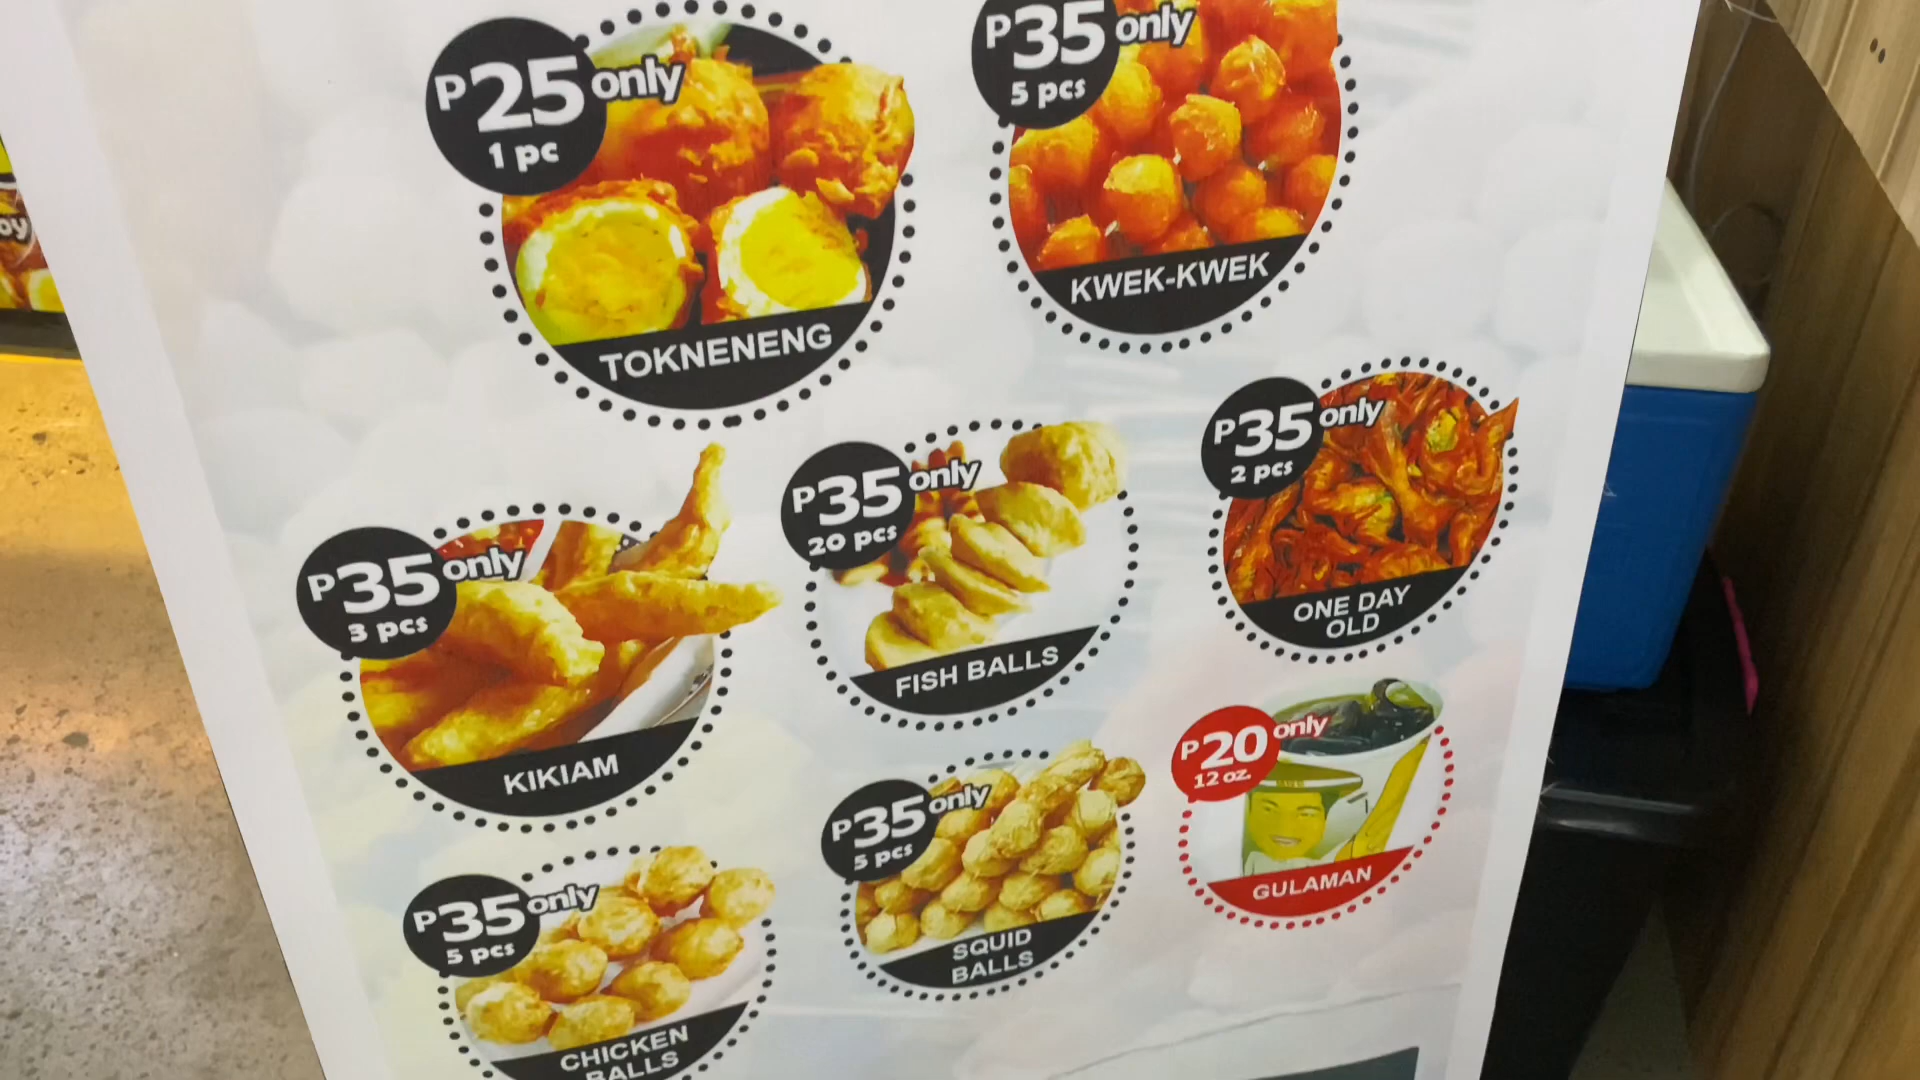 P25 only
1 pc
TOKNENENG
P35 only
5 pcs
KWEK-KWEK
P35 only
3 pcs
KIKIAM
P35 only
20 pcs
FISH BALLS
P35 only
2 pcs
ONE DAY
OLD
P35 only
5 pcs
CHICKEN
BALLS
P35 only
5 pcs
SQUID
BALLS
P20 only
12 oz.
GULAMAN